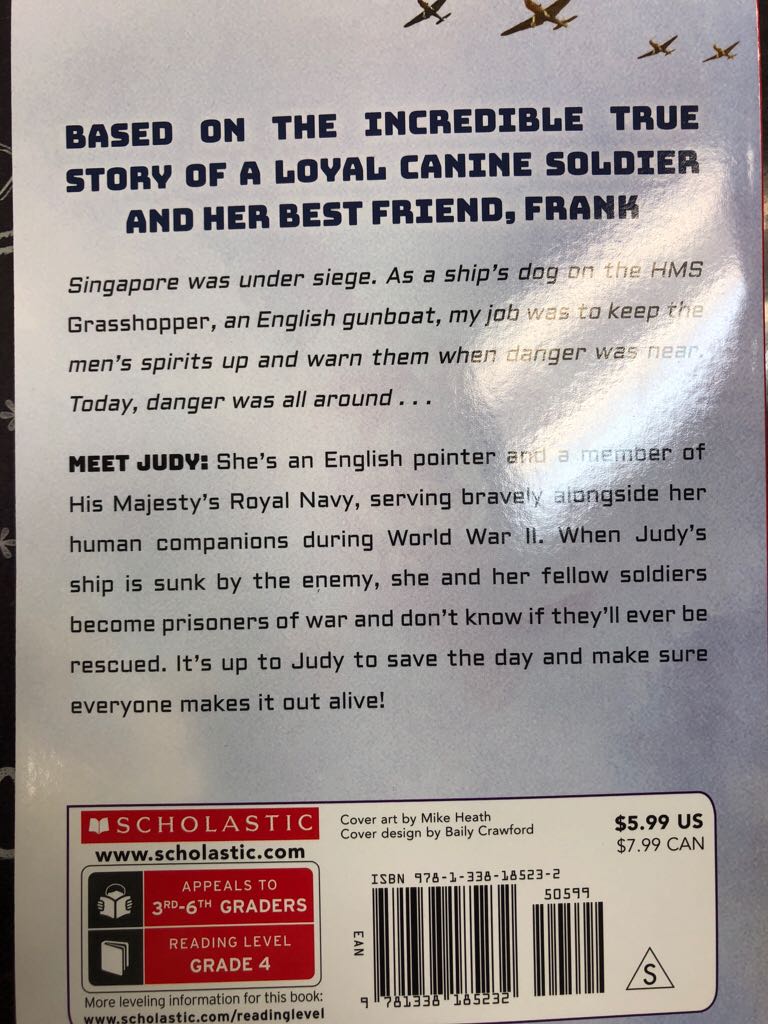 BASED ON THE INCREDIBLE TRUE
STORY OF A LOYAL CANINE SOLDIER
AND HER BEST FRIEND, FRANK
Singapore was under siege. As a ship's dog on the HMS
Grasshopper, an English gunboat, my job was to keep the
men's spirits up and warn them when danger was near.
Today, danger was all around . . .
MEET JUDY: She's an English pointer and a member of
His Majesty's Royal Navy, serving bravely alongside her
human companions during World War II. When Judy's
ship is sunk by the enemy, she and her fellow soldiers
become prisoners of war and don't know if they'll ever be
rescued. It's up to Judy to save the day and make sure
everyone makes it out alive!
SCHOLASTIC
www.scholastic.com
APPEALS TO
3RD-6TH GRADERS
READING LEVEL
GRADE 4
More leveling information for this book:
www.scholastic.com/readinglevel
Cover art by Mike Heath
Cover design by Baily Crawford
$5.99 US
$7.99 CAN
ISBN 978-1-338-18523-2
50599
EAN
9 781338 185232
S